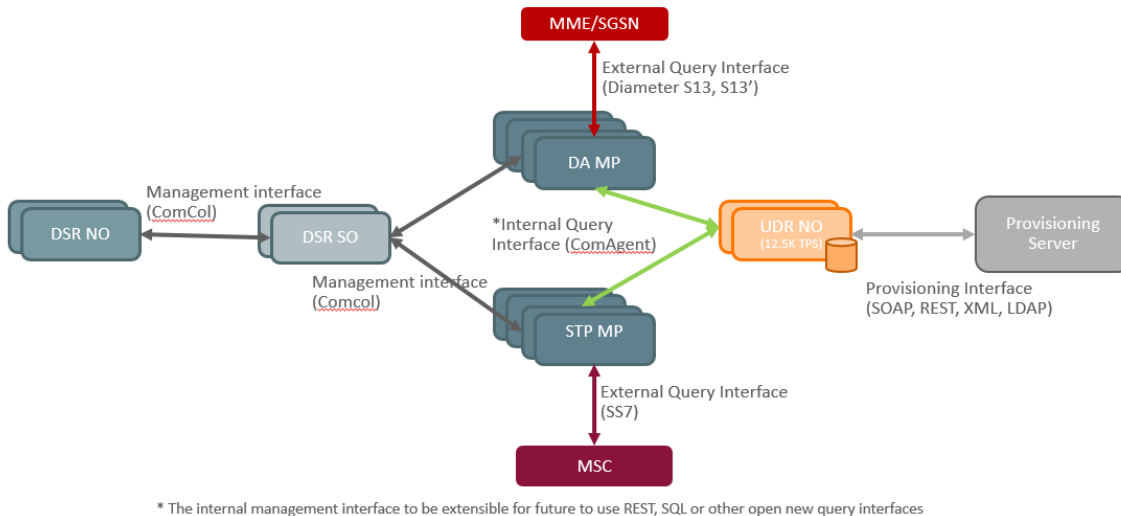 MME/SGSN
External Query Interface
(Diameter S13, S13’)
DA MP
Management interface
(ComCol)
DSR NO
DSR SO
*Internal Query
Interface (ComAgent)
UDR NO
(12.5K TPS)
Provisioning
Server
Management interface
(Comcol)
Provisioning Interface
(SOAP, REST, XML, LDAP)
STP MP
External Query Interface
(SS7)
MSC
* The internal management interface to be extensible for future to use REST, SQL or other open new query interfaces